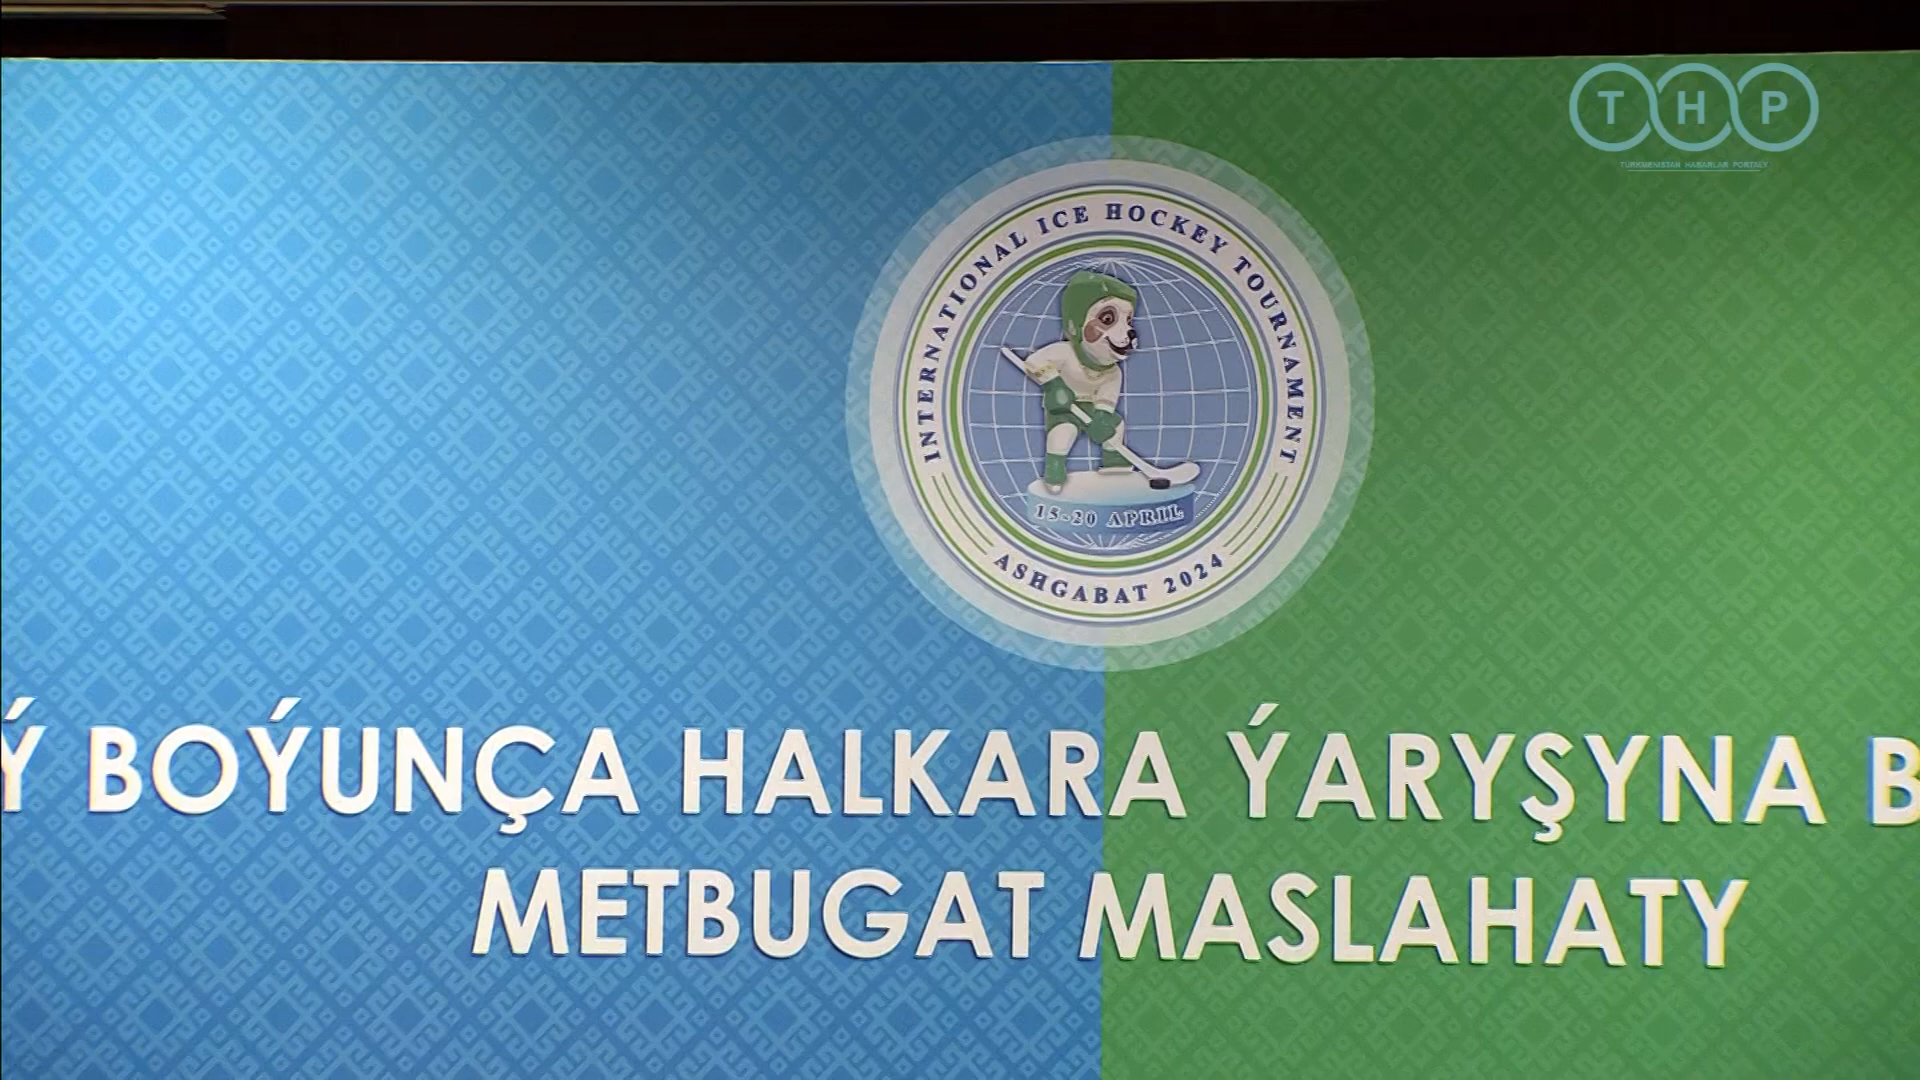 T H P
TÜRKMENISTAN HABARLAR PORTALY
INTERNATIONAL ICE HOCKEY TOURNAMENT
15-20 APRIL
ASHGABAT 2024
Ý BOÝUNÇA HALKARA ÝARYŞYNA B
METBUGAT MASLAHATY